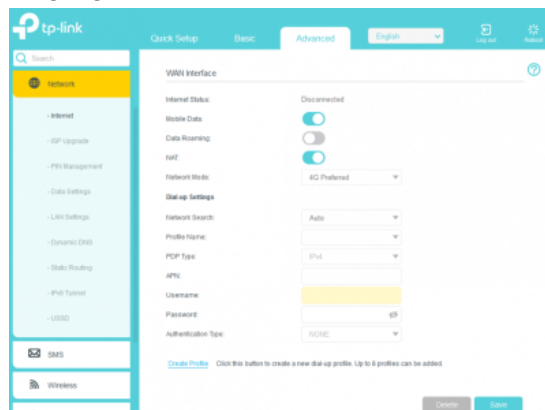 tp-link
Quick Setup Basic Advanced English Log out Reboot
Search
Network
- Internet
- ISP Upgrade
- PIN Management
- Data Settings
- LAN Settings
- Dynamic DNS
- Static Routing
- IPv6 Tunnel
- USSD
SMS
Wireless
WAN Interface
Internet Status: Disconnected
Mobile Data:
Data Roaming:
NAT:
Network Mode: 4G Preferred
Dial-up Settings
Network Search: Auto
Profile Name:
PDP Type: IPv4
APN:
Username:
Password:
Authentication Type: NONE
Create Profile Click this button to create a new dial-up profile. Up to 8 profiles can be added.
Delete Save